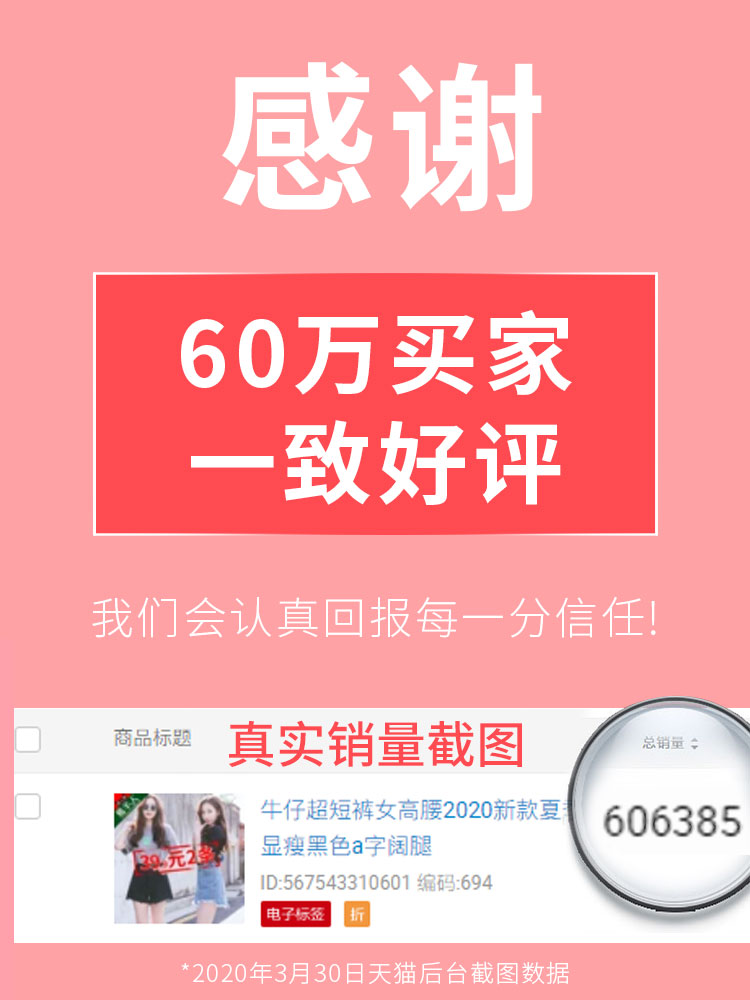 感谢
60万买家
一致好评
我们会认真回报每一分信任!
商品标题
真实销量截图
总销量
牛仔超短裤女高腰2020新款夏
606385
显瘦黑色a字阔腿
39元2条
ID:567543310601 编码:694
电子标签 折
*2020年3月30日天猫后台截图数据